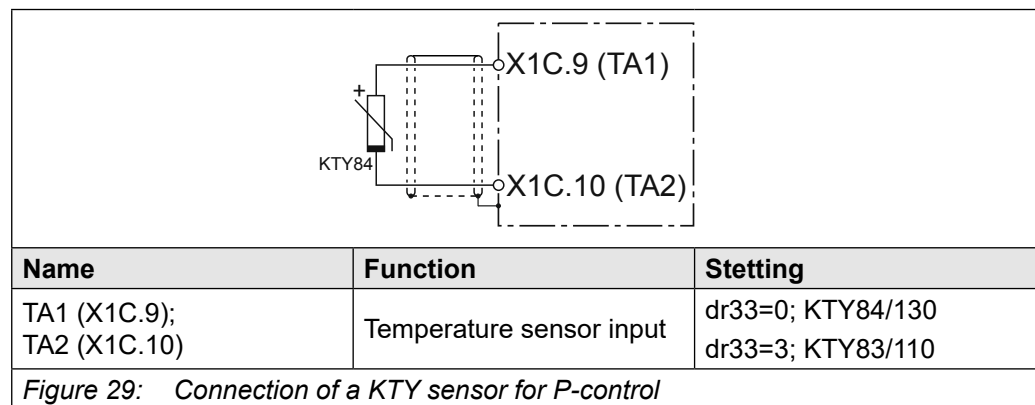 X1C.9 (TA1)
+
KTY84
X1C.10 (TA2)
Name Function Stetting
TA1 (X1C.9);
TA2 (X1C.10)
Temperature sensor input
dr33=0; KTY84/130
dr33=3; KTY83/110
Figure 29: Connection of a KTY sensor for P-control